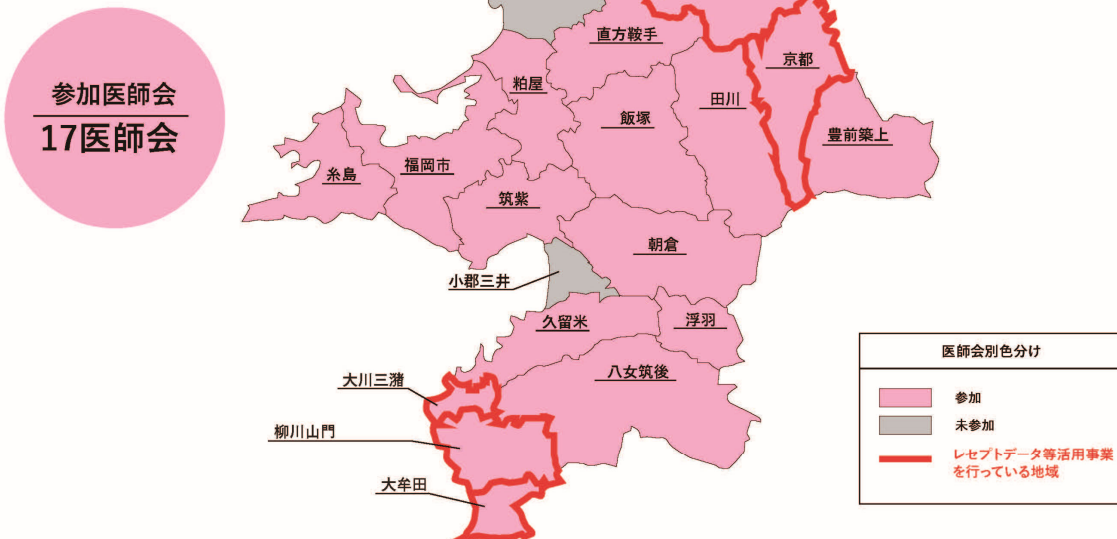 参加医師会
17医師会
直方鞍手
京都
粕屋
田川
飯塚
豊前築上
福岡市
糸島
筑紫
朝倉
小郡三井
久留米
浮羽
八女筑後
大川三潴
柳川山門
大牟田
医師会別色分け
参加
未参加
レセプトデータ等活用事業
を行っている地域